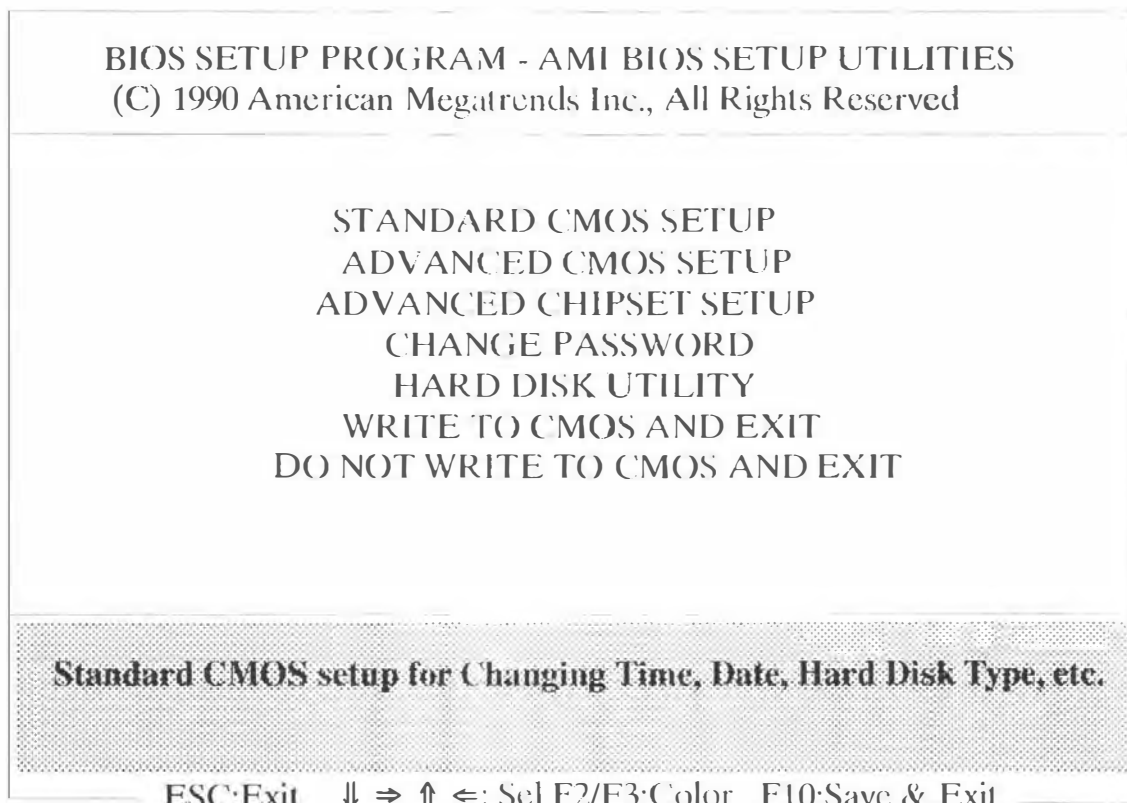 BIOS SETUP PROGRAM - AMI BIOS SETUP UTILITIES
(C) 1990 American Megatrends Inc., All Rights Reserved
STANDARD CMOS SETUP
ADVANCED CMOS SETUP
ADVANCED CHIPSET SETUP
CHANGE PASSWORD
HARD DISK UTILITY
WRITE TO CMOS AND EXIT
DO NOT WRITE TO CMOS AND EXIT
Standard CMOS setup for Changing Time, Date, Hard Disk Type, etc.
ESC:Exit ⇓ ⇒ ⇑ ⇐: Sel F2/F3:Color F10:Save & Exit